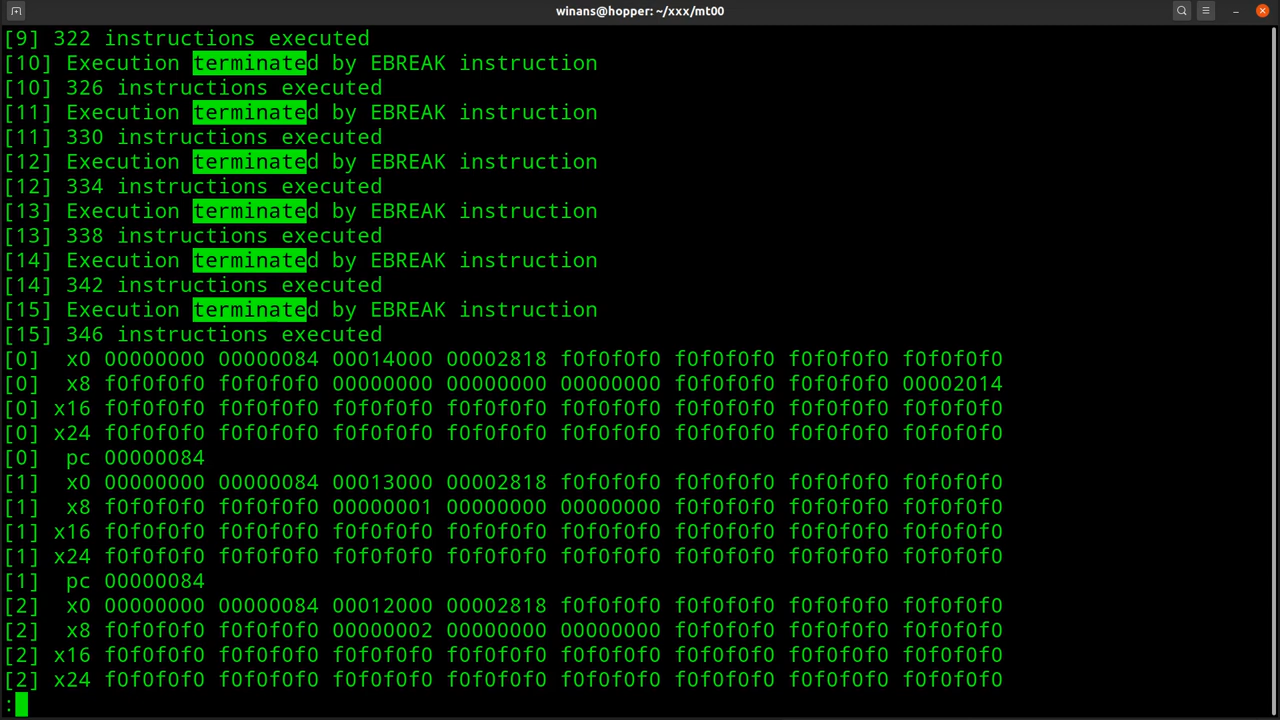 winans@hopper: ~/xxx/mt00
[9] 322 instructions executed
[10] Execution terminated by EBREAK instruction
[10] 326 instructions executed
[11] Execution terminated by EBREAK instruction
[11] 330 instructions executed
[12] Execution terminated by EBREAK instruction
[12] 334 instructions executed
[13] Execution terminated by EBREAK instruction
[13] 338 instructions executed
[14] Execution terminated by EBREAK instruction
[14] 342 instructions executed
[15] Execution terminated by EBREAK instruction
[15] 346 instructions executed
[0]  x0 00000000 00000084 00014000 00002818 f0f0f0f0 f0f0f0f0 f0f0f0f0 f0f0f0f0
[0]  x8 f0f0f0f0 f0f0f0f0 00000000 00000000 00000000 f0f0f0f0 f0f0f0f0 00002014
[0] x16 f0f0f0f0 f0f0f0f0 f0f0f0f0 f0f0f0f0 f0f0f0f0 f0f0f0f0 f0f0f0f0 f0f0f0f0
[0] x24 f0f0f0f0 f0f0f0f0 f0f0f0f0 f0f0f0f0 f0f0f0f0 f0f0f0f0 f0f0f0f0 f0f0f0f0
[0]  pc 00000084
[1]  x0 00000000 00000084 00013000 00002818 f0f0f0f0 f0f0f0f0 f0f0f0f0 f0f0f0f0
[1]  x8 f0f0f0f0 f0f0f0f0 00000001 00000000 00000000 f0f0f0f0 f0f0f0f0 f0f0f0f0
[1] x16 f0f0f0f0 f0f0f0f0 f0f0f0f0 f0f0f0f0 f0f0f0f0 f0f0f0f0 f0f0f0f0 f0f0f0f0
[1] x24 f0f0f0f0 f0f0f0f0 f0f0f0f0 f0f0f0f0 f0f0f0f0 f0f0f0f0 f0f0f0f0 f0f0f0f0
[1]  pc 00000084
[2]  x0 00000000 00000084 00012000 00002818 f0f0f0f0 f0f0f0f0 f0f0f0f0 f0f0f0f0
[2]  x8 f0f0f0f0 f0f0f0f0 00000002 00000000 00000000 f0f0f0f0 f0f0f0f0 f0f0f0f0
[2] x16 f0f0f0f0 f0f0f0f0 f0f0f0f0 f0f0f0f0 f0f0f0f0 f0f0f0f0 f0f0f0f0 f0f0f0f0
[2] x24 f0f0f0f0 f0f0f0f0 f0f0f0f0 f0f0f0f0 f0f0f0f0 f0f0f0f0 f0f0f0f0 f0f0f0f0
: